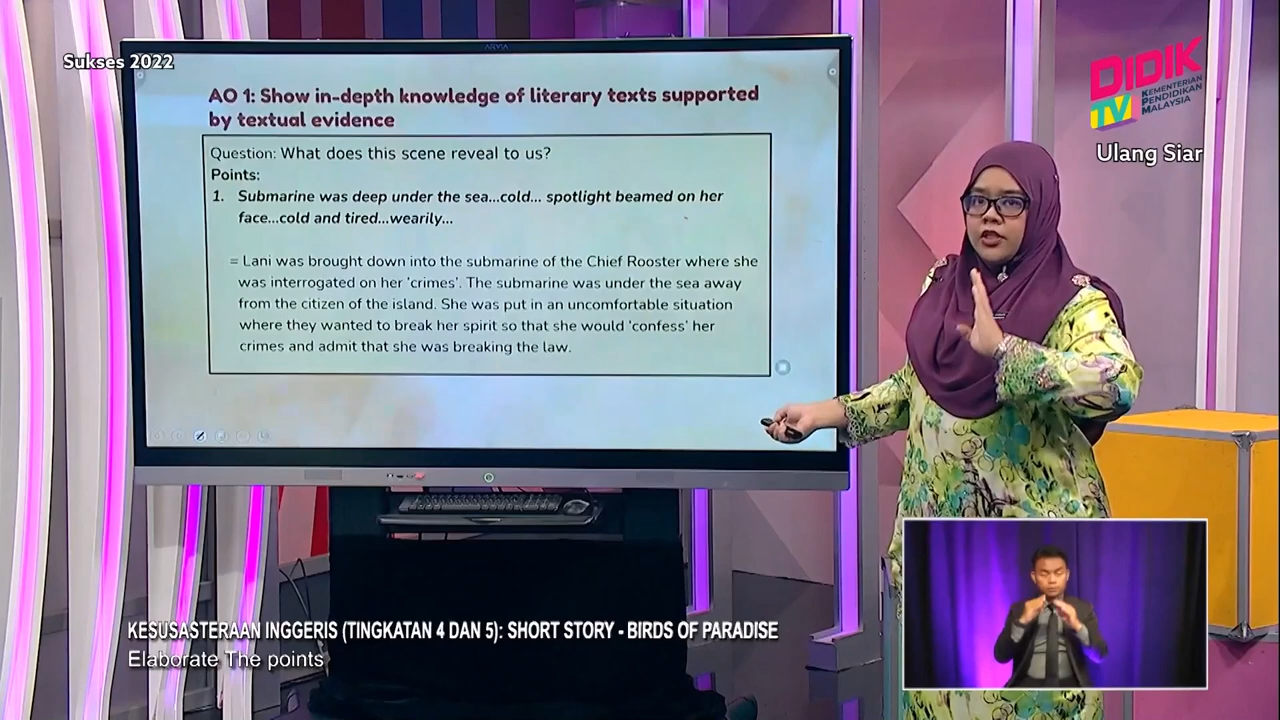 Sukses 2022
ARVIA
DIDIK
TV
KEMENTERIAN
PENDIDIKAN
MALAYSIA
Ulang Siar
AO 1: Show in-depth knowledge of literary texts supported
by textual evidence
Question: What does this scene reveal to us?
Points:
1. Submarine was deep under the sea...cold... spotlight beamed on her
face...cold and tired...wearily...
= Lani was brought down into the submarine of the Chief Rooster where she
was interrogated on her ‘crimes’. The submarine was under the sea away
from the citizen of the island. She was put in an uncomfortable situation
where they wanted to break her spirit so that she would ‘confess’ her
crimes and admit that she was breaking the law.
KESUSASTERAAN INGGERIS (TINGKATAN 4 DAN 5): SHORT STORY - BIRDS OF PARADISE
Elaborate The points